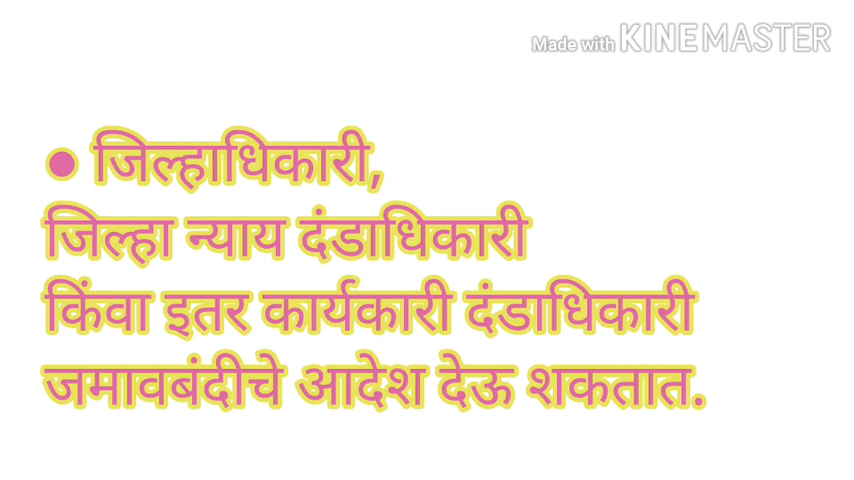 Made with KINEMASTER
• जिल्हाधिकारी,
जिल्हा न्याय दंडाधिकारी
किंवा इतर कार्यकारी दंडाधिकारी
जमावबंदीचे आदेश देऊ शकतात.